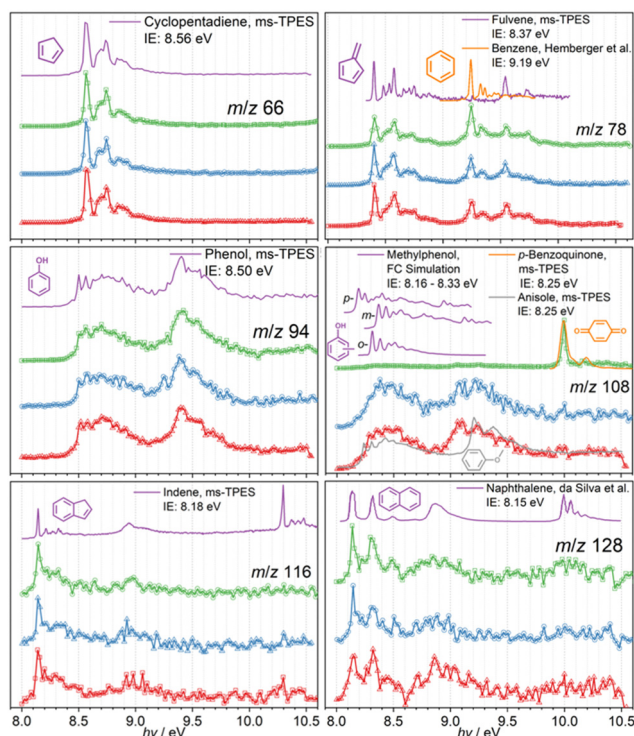 Cyclopentadiene, ms-TPES
IE: 8.56 eV
m/z 66
Fulvene, ms-TPES
IE: 8.37 eV
Benzene, Hemberger et al.
IE: 9.19 eV
m/z 78
OH
Phenol, ms-TPES
IE: 8.50 eV
m/z 94
Methylphenol,
FC Simulation
IE: 8.16 - 8.33 eV
p-Benzoquinone,
ms-TPES
IE: 8.25 eV
Anisole, ms-TPES
IE: 8.25 eV
p-
m-
OH
o-
O
O
m/z 108
O
Indene, ms-TPES
IE: 8.18 eV
m/z 116
Naphthalene, da Silva et al.
IE: 8.15 eV
m/z 128
8.0 8.5 9.0 9.5 10.0 10.5
hν / eV
8.0 8.5 9.0 9.5 10.0 10.5
hν / eV